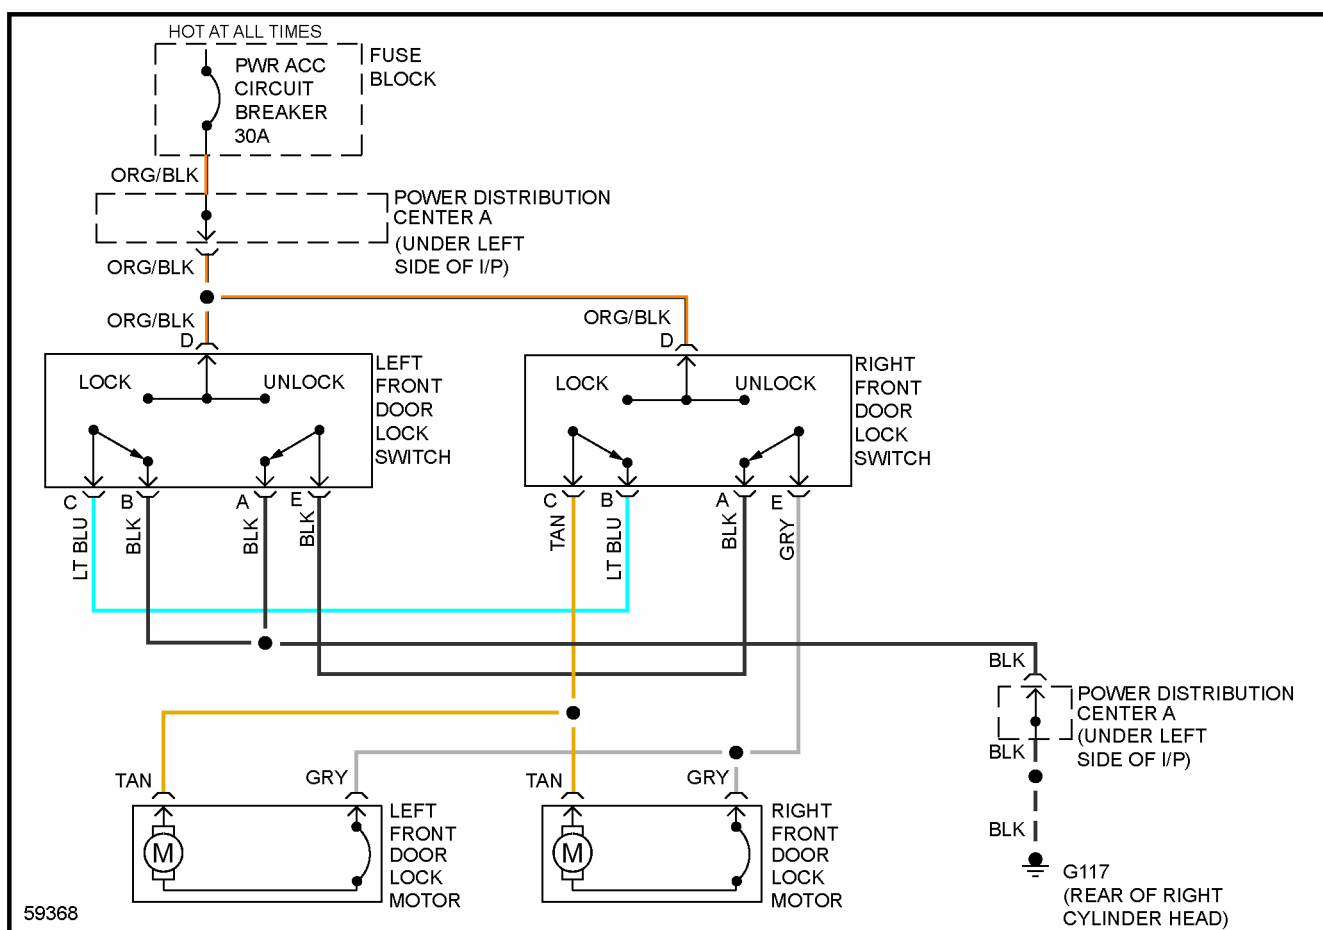 HOT AT ALL TIMES
PWR ACC
CIRCUIT
BREAKER
30A
FUSE
BLOCK
ORG/BLK
POWER DISTRIBUTION
CENTER A
(UNDER LEFT
SIDE OF I/P)
ORG/BLK
ORG/BLK
D
ORG/BLK
D
LOCK
UNLOCK
LEFT
FRONT
DOOR
LOCK
SWITCH
LOCK
UNLOCK
RIGHT
FRONT
DOOR
LOCK
SWITCH
C
B
A
E
LT BLU
BLK
BLK
BLK
C
B
A
E
TAN
LT BLU
BLK
GRY
BLK
POWER DISTRIBUTION
CENTER A
(UNDER LEFT
SIDE OF I/P)
BLK
BLK
G117
(REAR OF RIGHT
CYLINDER HEAD)
TAN
GRY
M
LEFT
FRONT
DOOR
LOCK
MOTOR
TAN
GRY
M
RIGHT
FRONT
DOOR
LOCK
MOTOR
59368